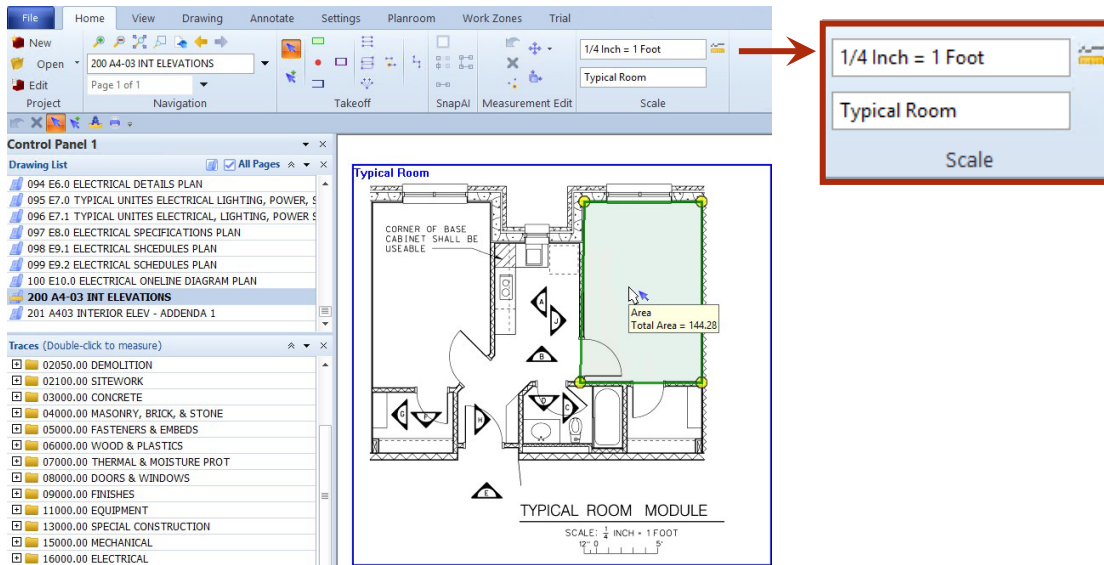 File Home View Drawing Annotate Settings Planroom Work Zones Trial
New
Open
Edit
Project
200 A4-03 INT ELEVATIONS
Page 1 of 1
Navigation
Takeoff
SnapAI
Measurement Edit
1/4 Inch = 1 Foot
Typical Room
Scale
1/4 Inch = 1 Foot
Typical Room
Scale
Control Panel 1
Drawing List All Pages
094 E6.0 ELECTRICAL DETAILS PLAN
095 E7.0 TYPICAL UNITES ELECTRICAL LIGHTING, POWER, S
096 E7.1 TYPICAL UNITES ELECTRICAL, LIGHTING, POWER S
097 E8.0 ELECTRICAL SPECIFICATIONS PLAN
098 E9.1 ELECTRICAL SHCEDULES PLAN
099 E9.2 ELECTRICAL SCHEDULES PLAN
100 E10.0 ELECTRICAL ONELINE DIAGRAM PLAN
200 A4-03 INT ELEVATIONS
201 A403 INTERIOR ELEV - ADDENDA 1
Traces (Double-click to measure)
02050.00 DEMOLITION
02100.00 SITEWORK
03000.00 CONCRETE
04000.00 MASONRY, BRICK, & STONE
05000.00 FASTENERS & EMBEDS
06000.00 WOOD & PLASTICS
07000.00 THERMAL & MOISTURE PROT
08000.00 DOORS & WINDOWS
09000.00 FINISHES
11000.00 EQUIPMENT
13000.00 SPECIAL CONSTRUCTION
15000.00 MECHANICAL
16000.00 ELECTRICAL
Typical Room
CORNER OF BASE
CABINET SHALL BE
USEABLE
A
J
B
Area
Total Area = 144.28
G
F
H
D
C
E
TYPICAL ROOM MODULE
SCALE: 1/4 INCH = 1 FOOT
12" 0 5'